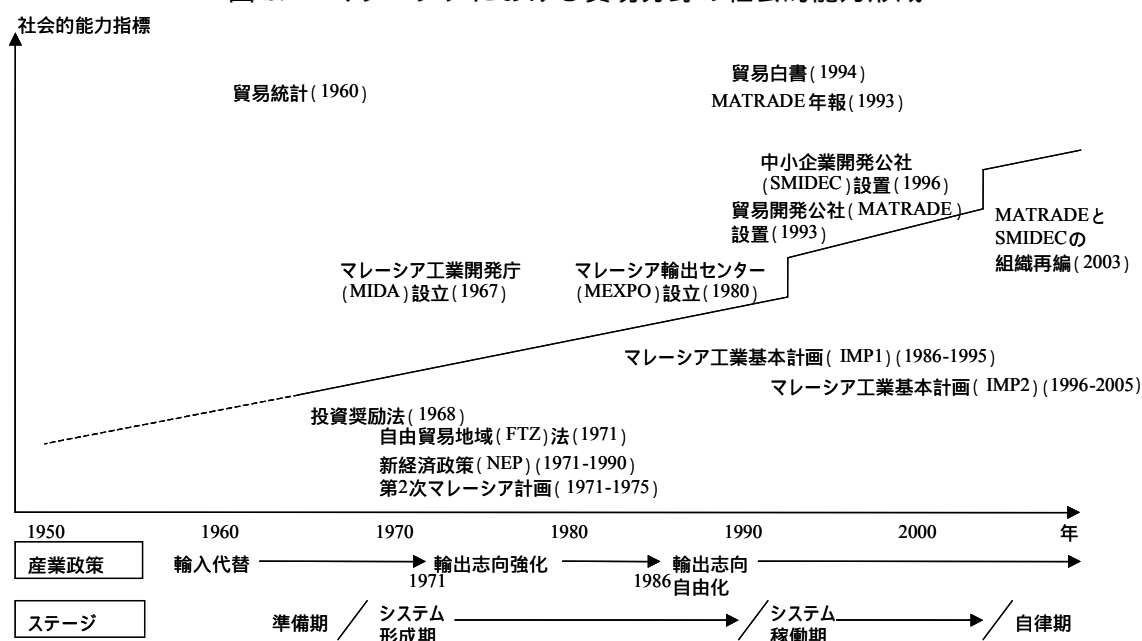 社会的能力指標
貿易統計(1960)
貿易白書(1994)
MATRADE年報(1993)
中小企業開発公社
(SMIDEC)設置(1996)
貿易開発公社(MATRADE)
設置(1993)
MATRADEと
SMIDECの
組織再編(2003)
マレーシア工業開発庁
(MIDA)設立(1967)
マレーシア輸出センター
(MEXPO)設立(1980)
マレーシア工業基本計画(IMP1)(1986-1995)
マレーシア工業基本計画(IMP2)(1996-2005)
投資奨励法(1968)
自由貿易地域(FTZ)法(1971)
新経済政策(NEP)(1971-1990)
第2次マレーシア計画(1971-1975)
1950 1960 1970 1980 1990 2000 年
産業政策 輸入代替 1971 輸出志向強化 1986 輸出志向
自由化
ステージ 準備期 システム
形成期 システム
稼働期 自律期